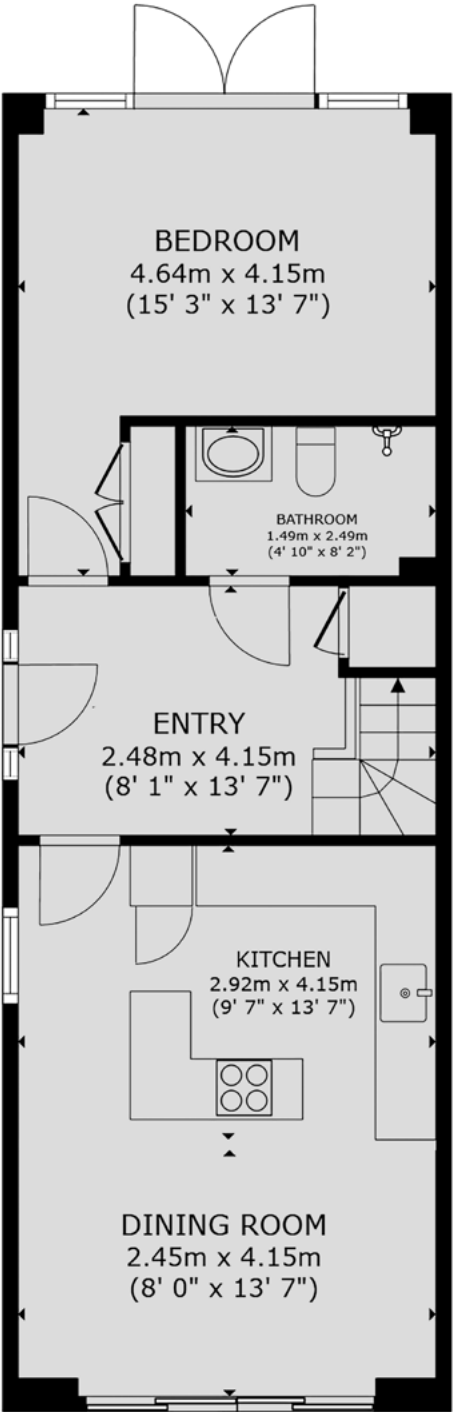 BEDROOM
4.64m x 4.15m
(15' 3" x 13' 7")
BATHROOM
1.49m x 2.49m
(4' 10" x 8' 2")
ENTRY
2.48m x 4.15m
(8' 1" x 13' 7")
KITCHEN
2.92m x 4.15m
(9' 7" x 13' 7")
DINING ROOM
2.45m x 4.15m
(8' 0" x 13' 7")